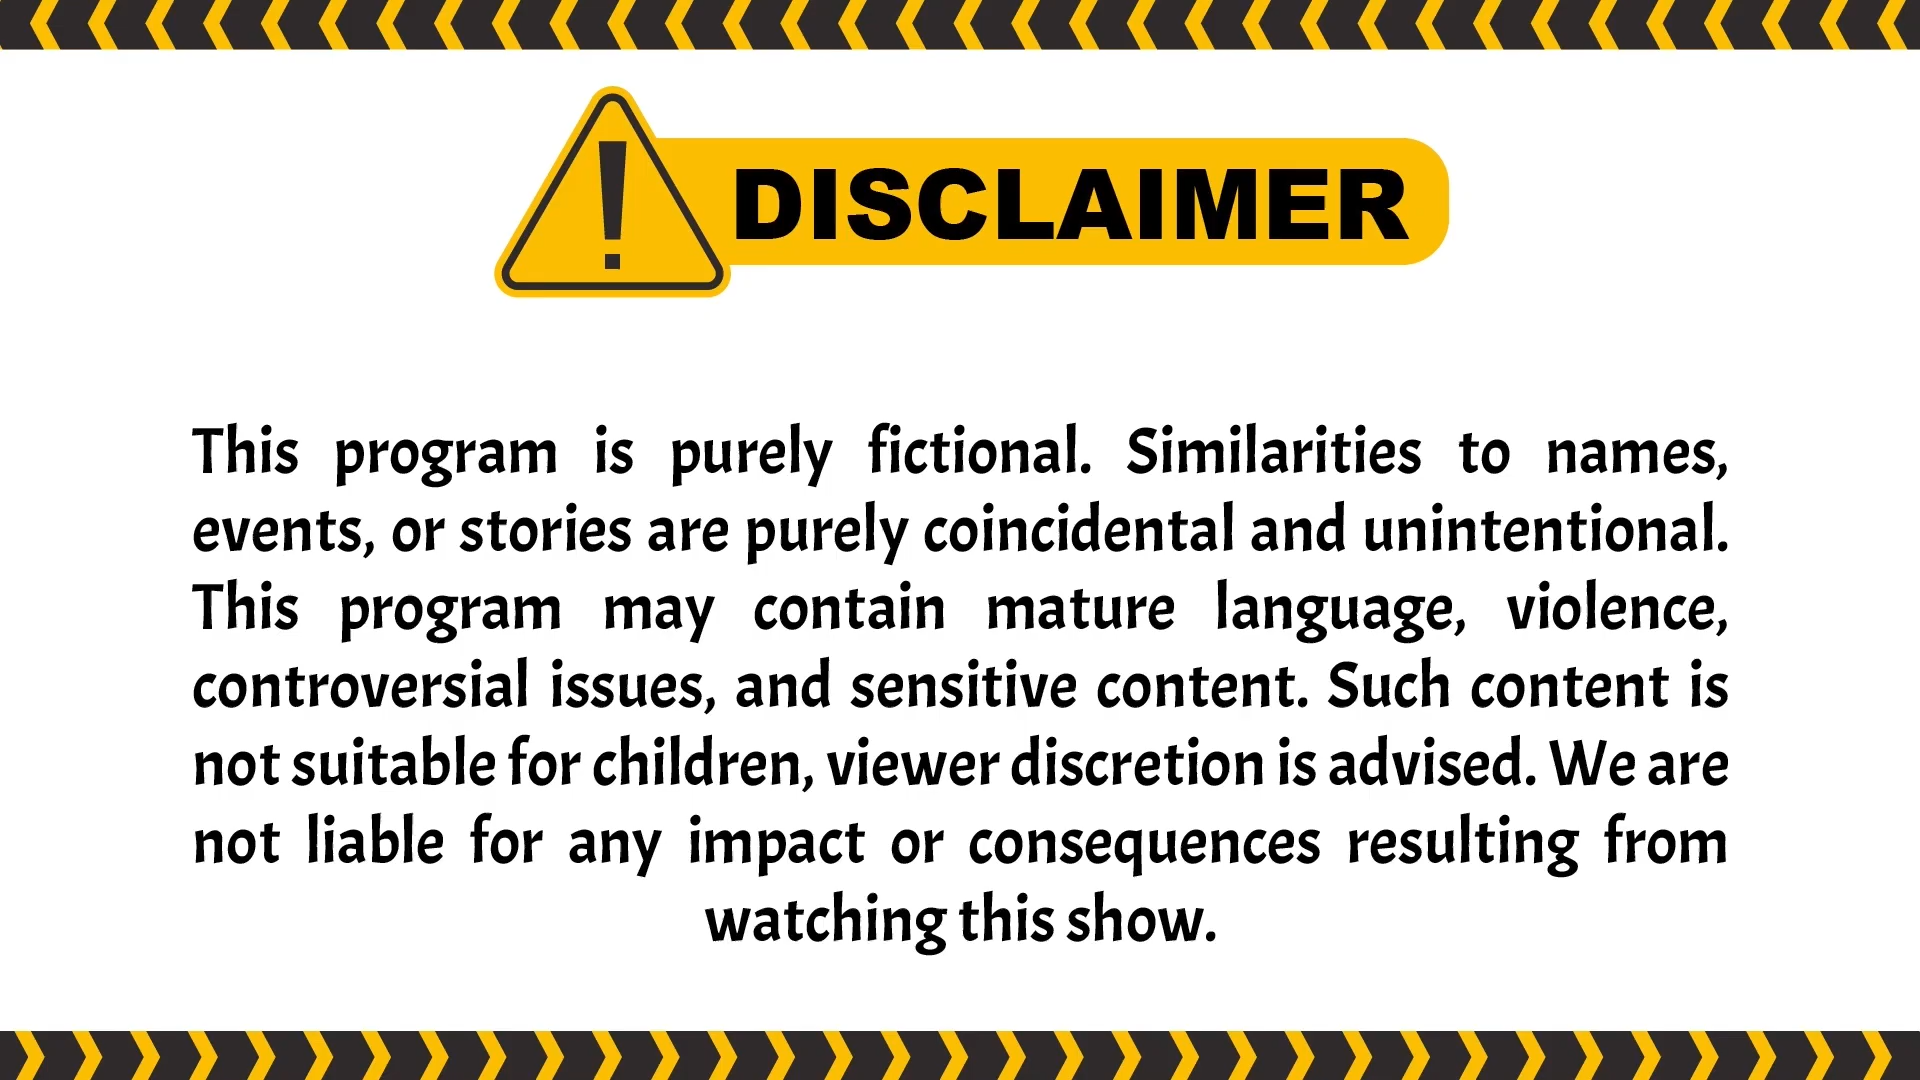 DISCLAIMER
This program is purely fictional. Similarities to names,
events, or stories are purely coincidental and unintentional.
This program may contain mature language, violence,
controversial issues, and sensitive content. Such content is
not suitable for children, viewer discretion is advised. We are
not liable for any impact or consequences resulting from
watching this show.